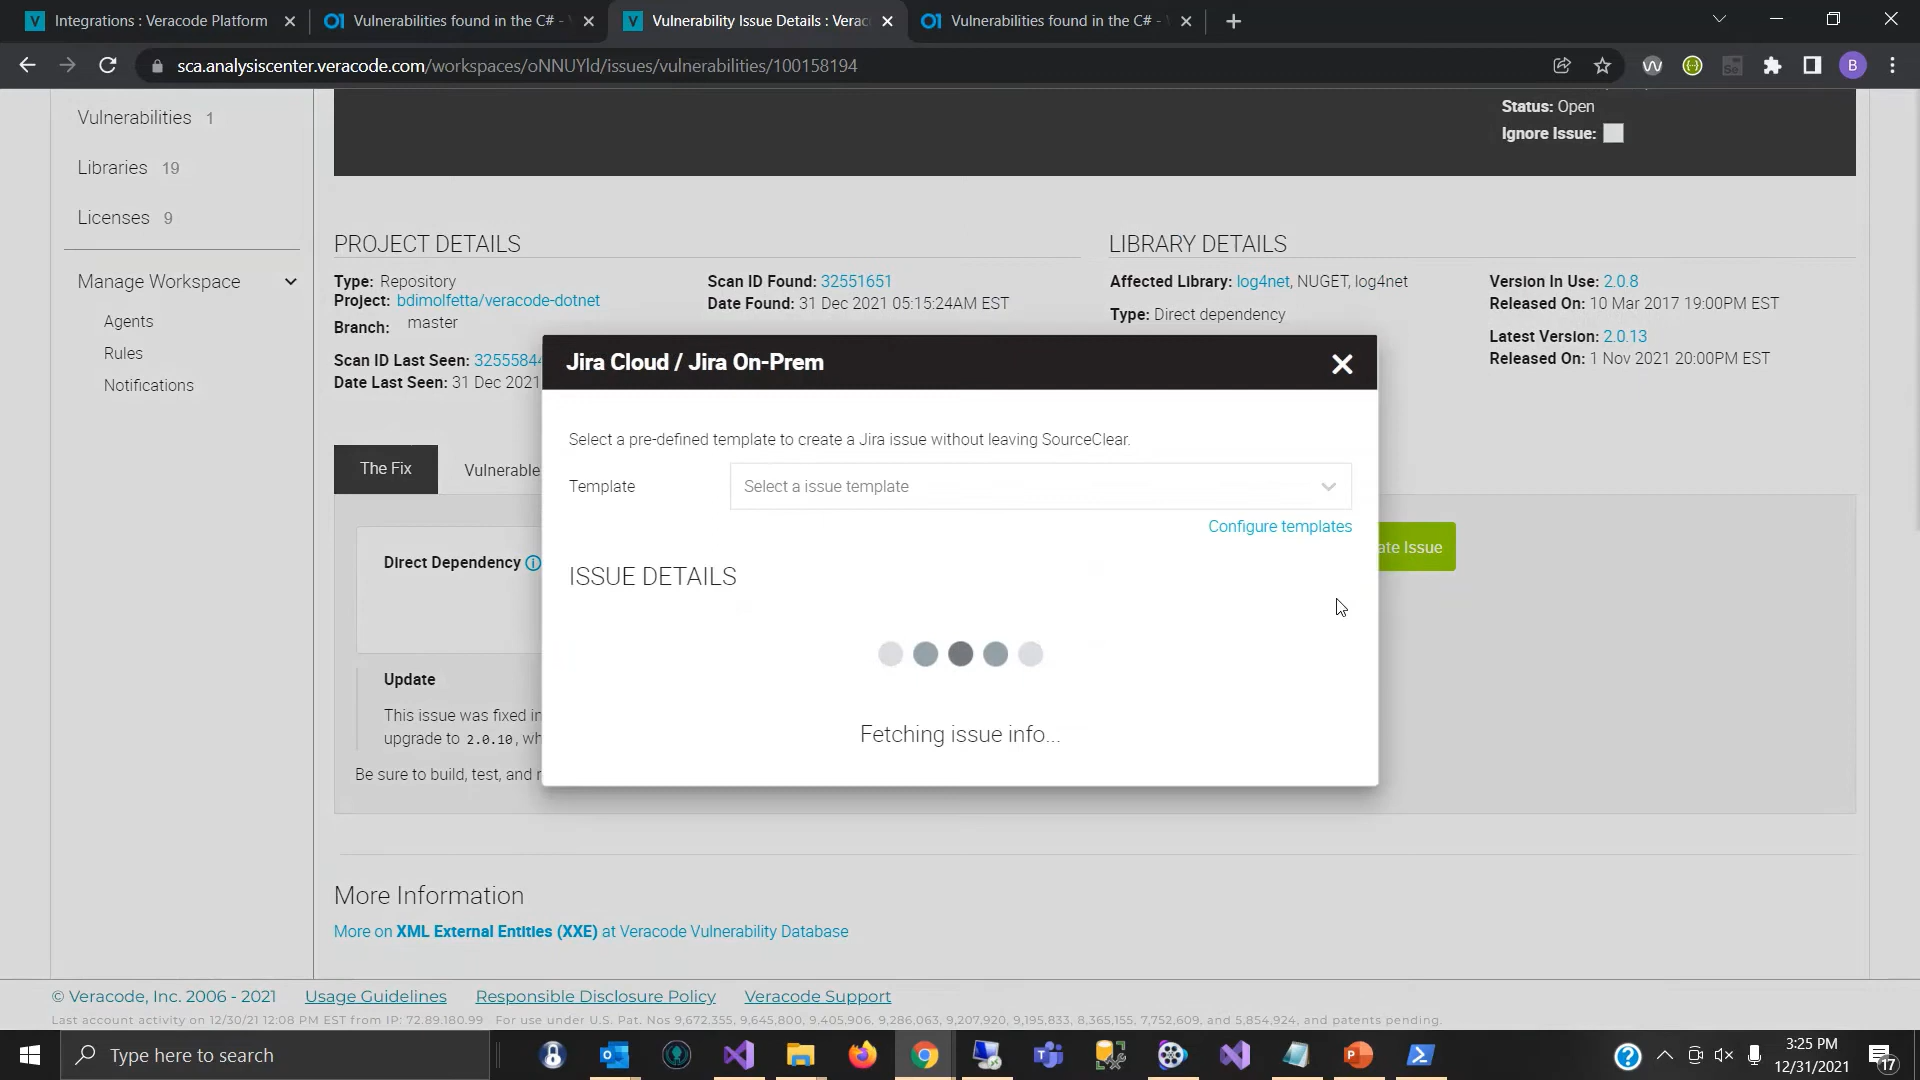 Integrations : Veracode Platform
Vulnerabilities found in the C# -
Vulnerability Issue Details : Verac
Vulnerabilities found in the C# -
sca.analysiscenter.veracode.com/workspaces/oNNUYld/issues/vulnerabilities/100158194
B
Vulnerabilities 1
Libraries 19
Licenses 9
Manage Workspace
Agents
Rules
Notifications
Status: Open
Ignore Issue:
PROJECT DETAILS
Type: Repository
Project: bdimolfetta/veracode-dotnet
Branch: master
Scan ID Last Seen: 3255584
Date Last Seen: 31 Dec 2021
Scan ID Found: 32551651
Date Found: 31 Dec 2021 05:15:24AM EST
LIBRARY DETAILS
Affected Library: log4net, NUGET, log4net
Type: Direct dependency
Version In Use: 2.0.8
Released On: 10 Mar 2017 19:00PM EST
Latest Version: 2.0.13
Released On: 1 Nov 2021 20:00PM EST
Jira Cloud / Jira On-Prem
Select a pre-defined template to create a Jira issue without leaving SourceClear.
Template
Select a issue template
Configure templates
ISSUE DETAILS
Fetching issue info...
The Fix
Vulnerable
ate Issue
Direct Dependency
Update
This issue was fixed in
upgrade to 2.0.10, wh
Be sure to build, test, and r
More Information
More on XML External Entities (XXE) at Veracode Vulnerability Database
© Veracode, Inc. 2006 - 2021 Usage Guidelines Responsible Disclosure Policy Veracode Support
Last account activity on 12/30/21 12:08 PM EST from IP: 72.89.180.99 For use under U.S. Pat. Nos 9,672,355, 9,645,800, 9,405,906, 9,286,063, 9,207,920, 9,195,833, 8,365,155, 7,752,609, and 5,854,924, and patents pending.
Type here to search
3:25 PM
12/31/2021
17